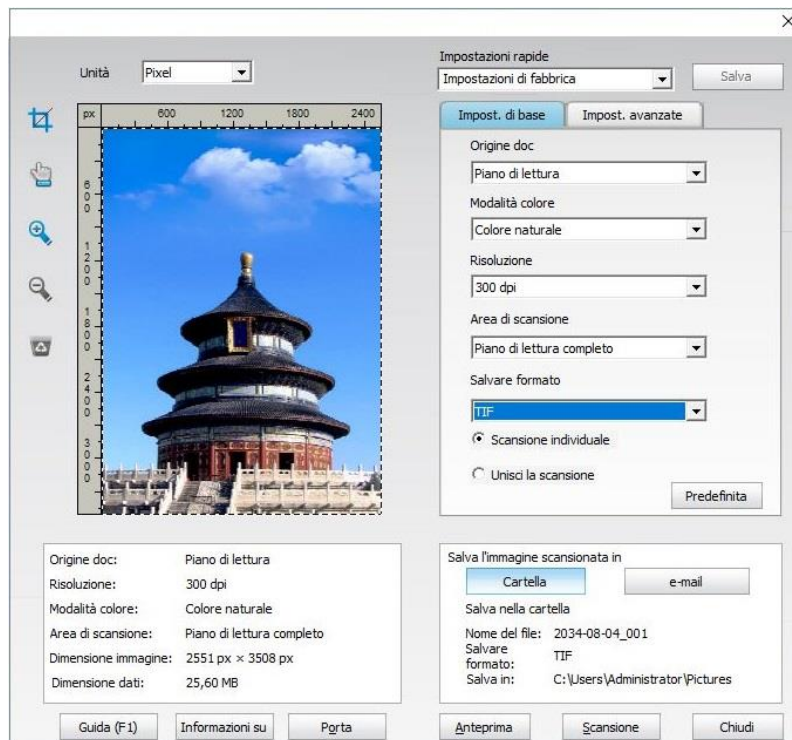 Unità
Pixel
Impostazioni rapide
Impostazioni di fabbrica
Salva
px 600 1200 1800 2400
600
1200
1800
2400
3000
Impost. di base
Impost. avanzate
Origine doc
Piano di lettura
Modalità colore
Colore naturale
Risoluzione
300 dpi
Area di scansione
Piano di lettura completo
Salvare formato
TIF
Scansione individuale
Unisci la scansione
Predefinita
Origine doc: Piano di lettura
Risoluzione: 300 dpi
Modalità colore: Colore naturale
Area di scansione: Piano di lettura completo
Dimensione immagine: 2551 px × 3508 px
Dimensione dati: 25,60 MB
Salva l'immagine scansionata in
Cartella
e-mail
Salva nella cartella
Nome del file: 2034-08-04_001
Salvare
formato: TIF
Salva in: C:\Users\Administrator\Pictures
Guida (F1)
Informazioni su
Porta
Anteprima
Scansione
Chiudi